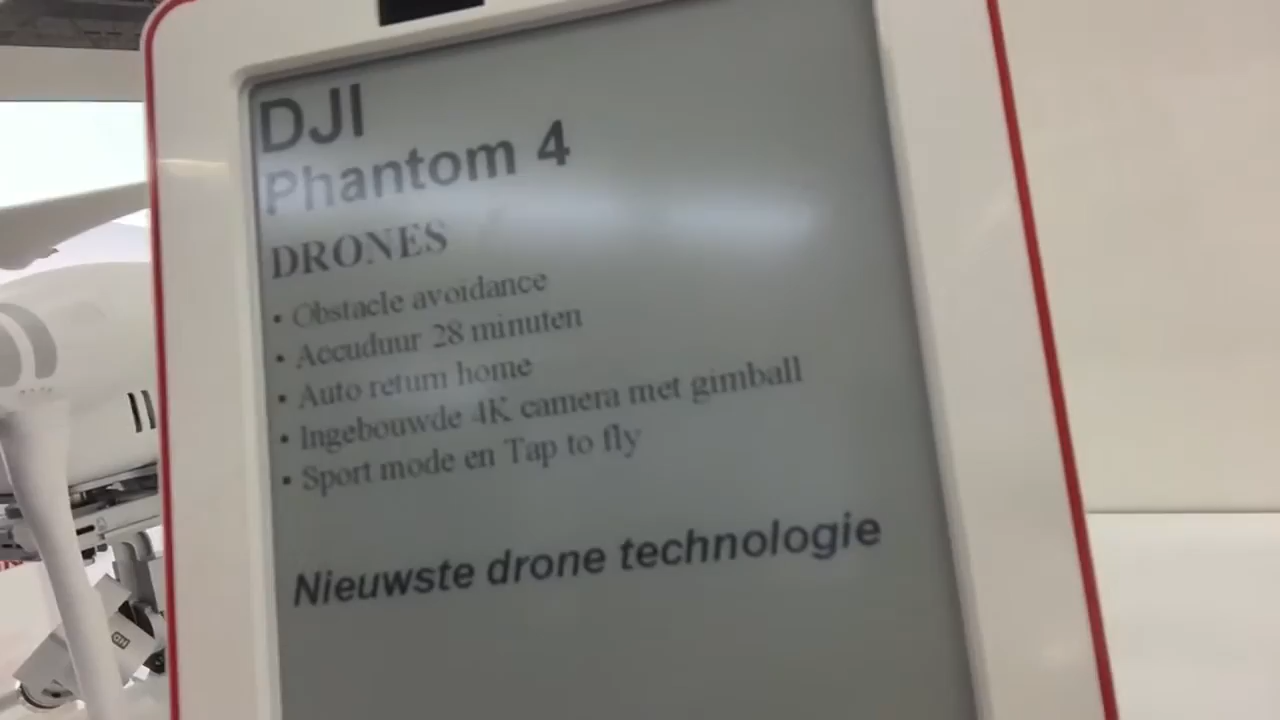 DJI
Phantom 4
DRONES
• Obstacle avoidance
• Accuduur 28 minuten
• Auto return home
• Ingebouwde 4K camera met gimball
• Sport mode en Tap to fly
Nieuwste drone technologie